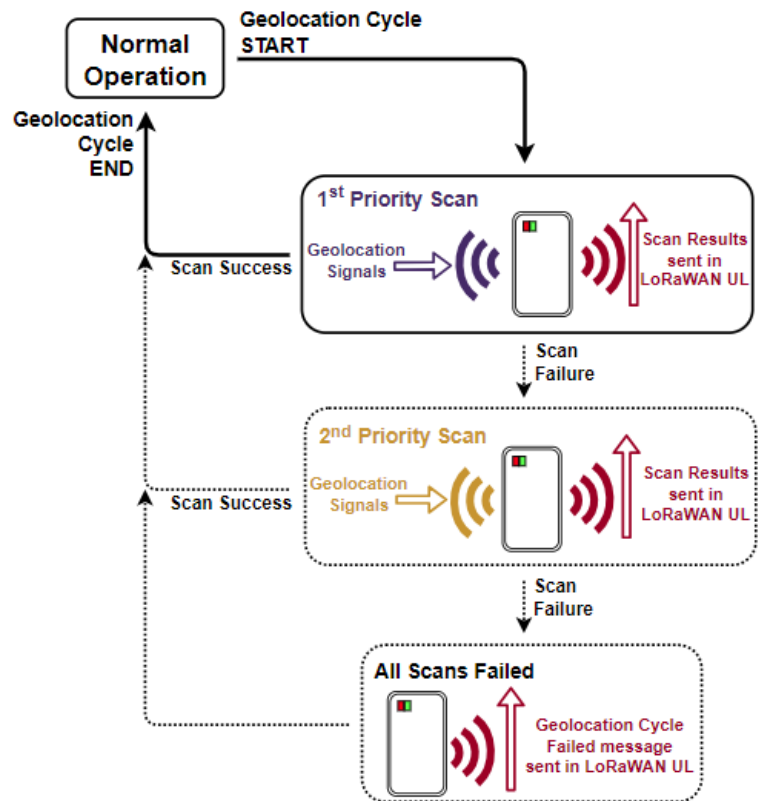 Normal
Operation
Geolocation Cycle
START
Geolocation
Cycle
END
1st Priority Scan
Geolocation
Signals
Scan Results
sent in
LoRaWAN UL
Scan Success
Scan
Failure
2nd Priority Scan
Geolocation
Signals
Scan Results
sent in
LoRaWAN UL
Scan Success
Scan
Failure
All Scans Failed
Geolocation Cycle
Failed message
sent in LoRaWAN UL